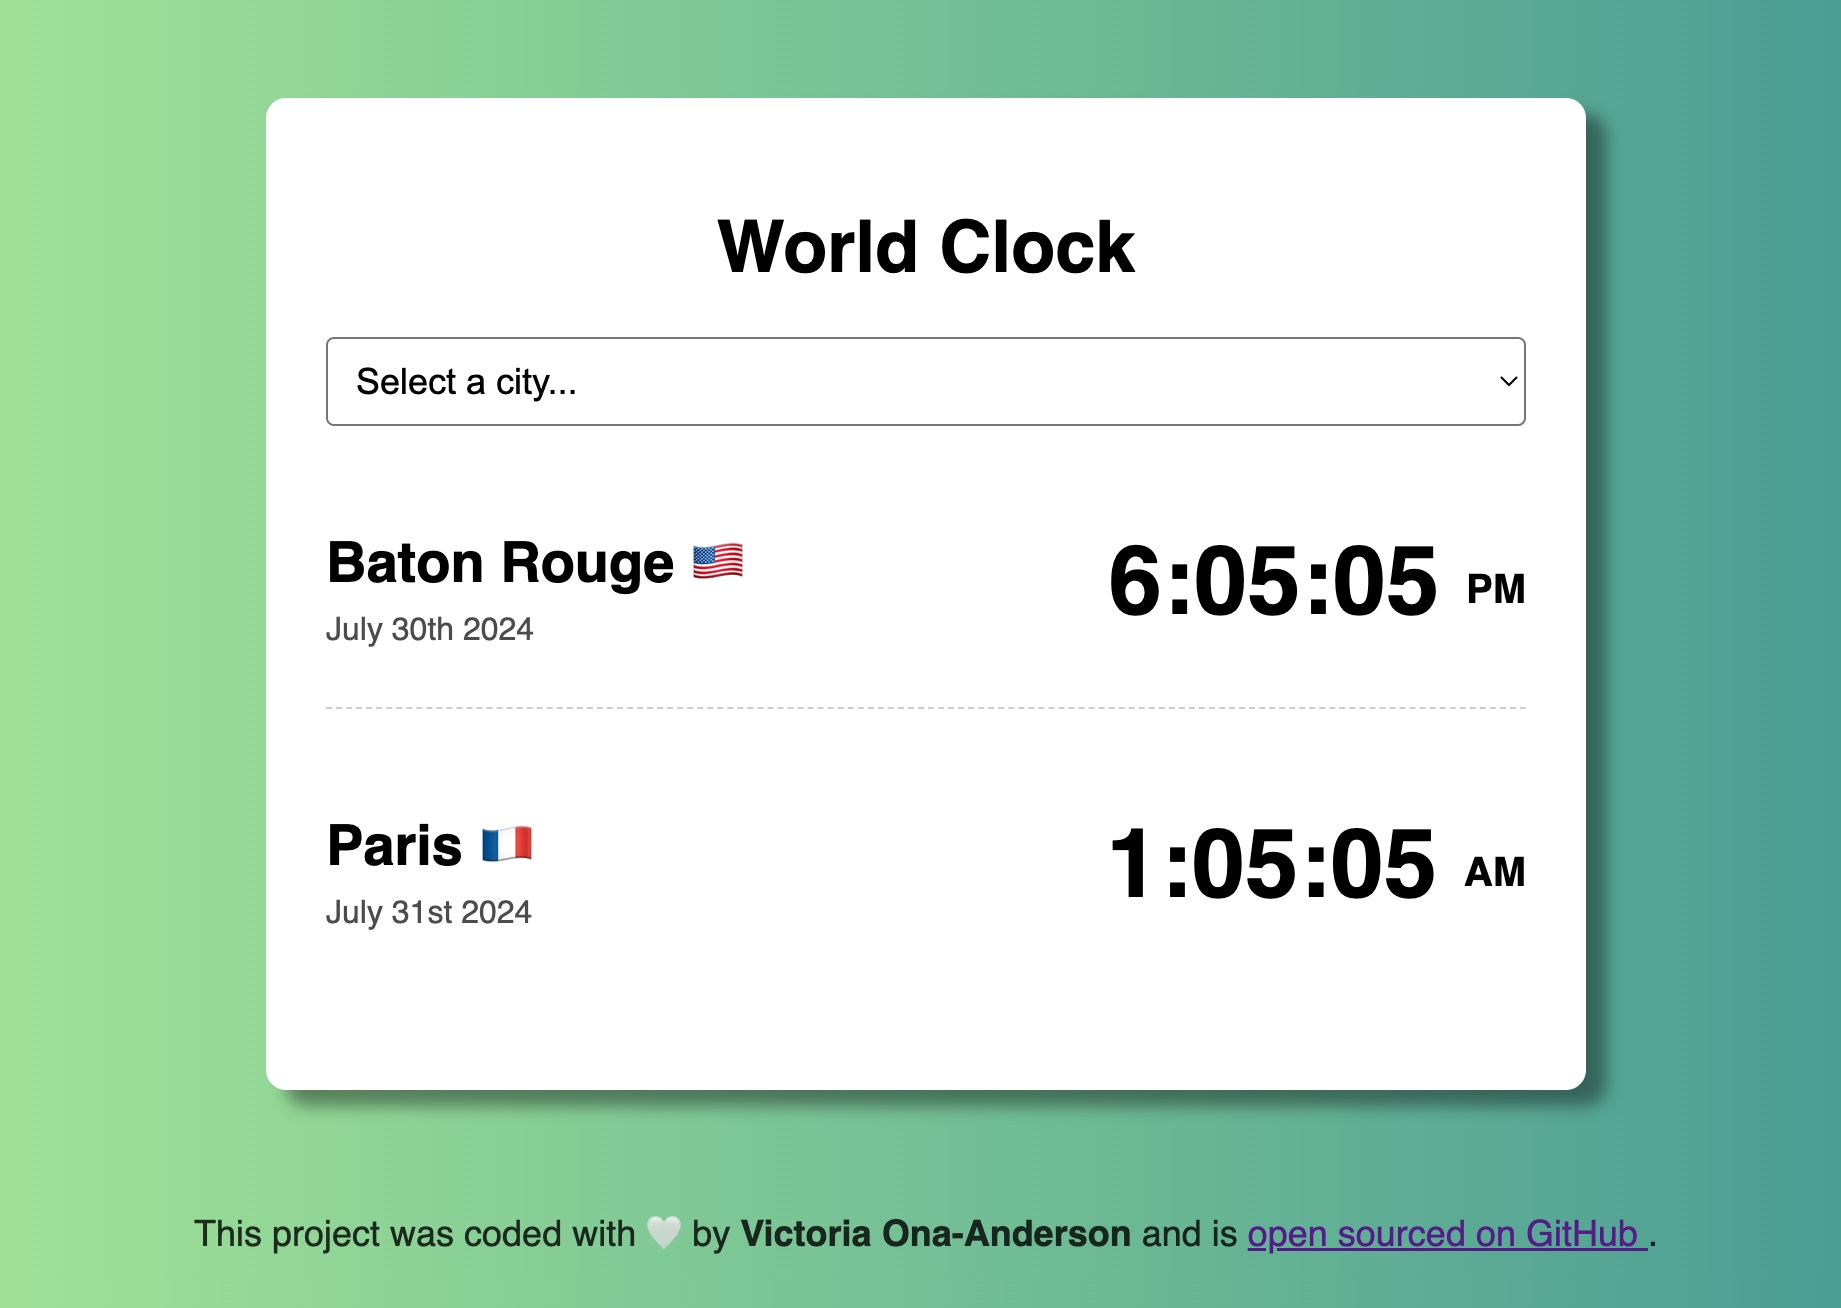 World Clock
Select a city...
Baton Rouge 🇺🇸
6:05:05 PM
July 30th 2024
Paris 🇫🇷
1:05:05 AM
July 31st 2024
This project was coded with 🤍 by Victoria Ona-Anderson and is open sourced on GitHub .